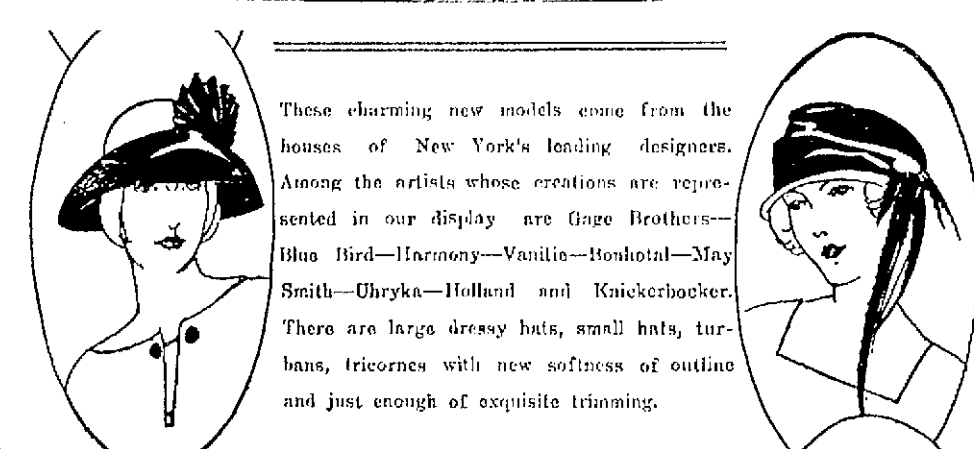 These charming new models come from the
houses of New York's leading designers.
Among the artists whose creations are repre-
sented in our display are Gage Brothers—
Blue Bird—Harmony—Vanitie—Bonhotal—May
Smith—Uhryka—Holland and Knickerbocker.
There are large dressy hats, small hats, tur-
bans, tricornes with new softness of outline
and just enough of exquisite trimming.